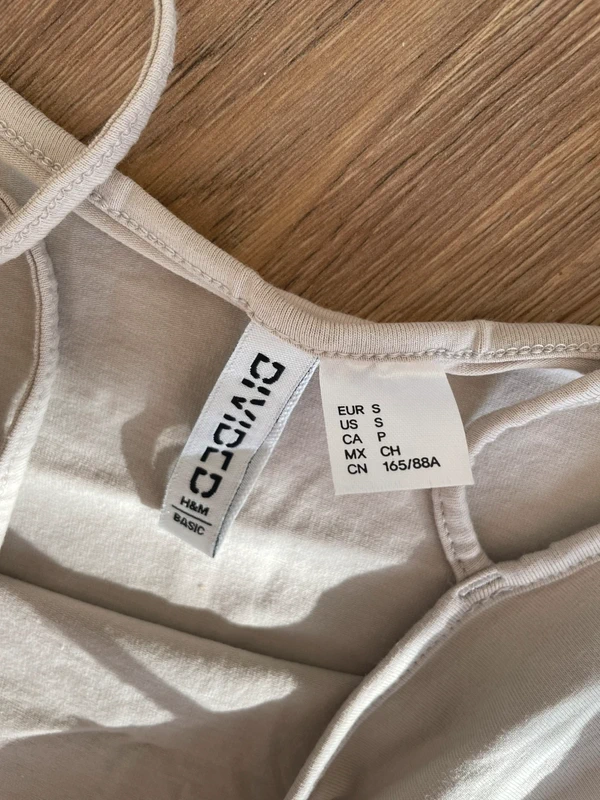 DIVIDED
H&M
BASIC
EUR S
US S
CA P
MX CH
CN 165/88A